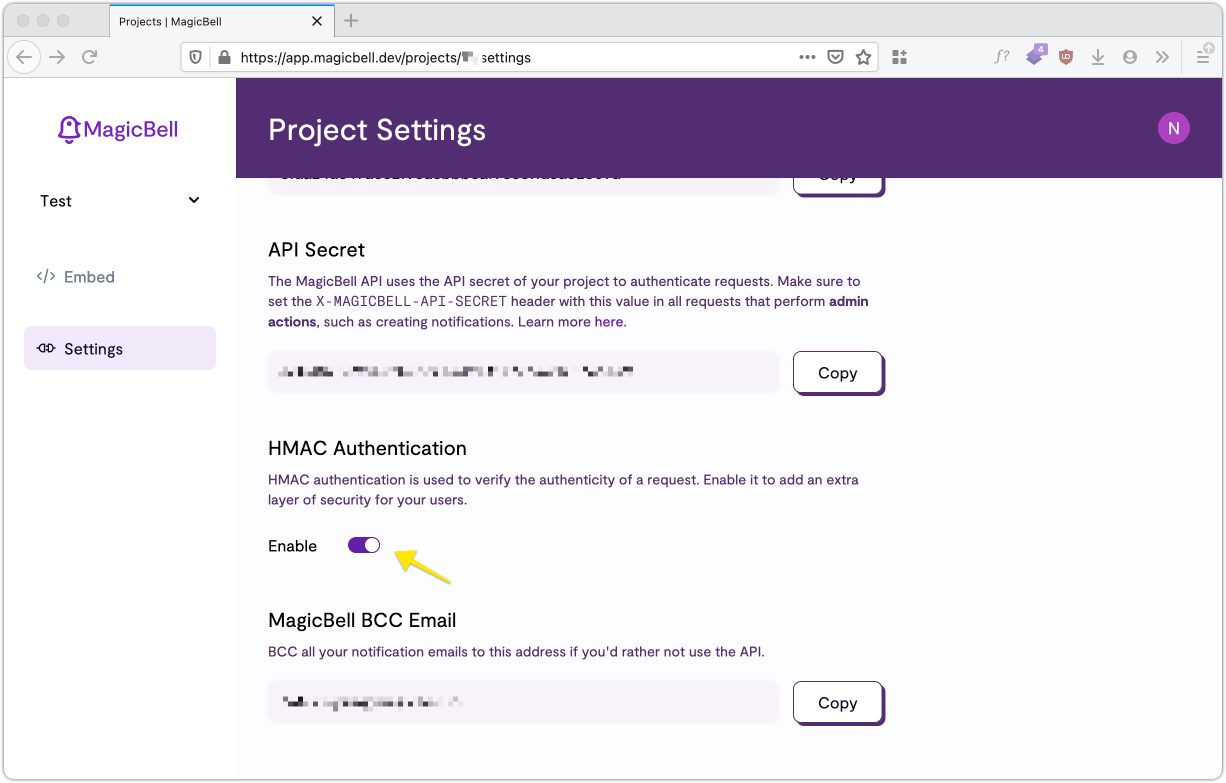 Projects | MagicBell
https://app.magicbell.dev/projects/ settings
f?
4
MagicBell
Project Settings
N
Test
Copy
Embed
Settings
API Secret
The MagicBell API uses the API secret of your project to authenticate requests. Make sure to
set the X-MAGICBELL-API-SECRET header with this value in all requests that perform admin
actions, such as creating notifications. Learn more here.
Copy
HMAC Authentication
HMAC authentication is used to verify the authenticity of a request. Enable it to add an extra
layer of security for your users.
Enable
MagicBell BCC Email
BCC all your notification emails to this address if you'd rather not use the API.
Copy